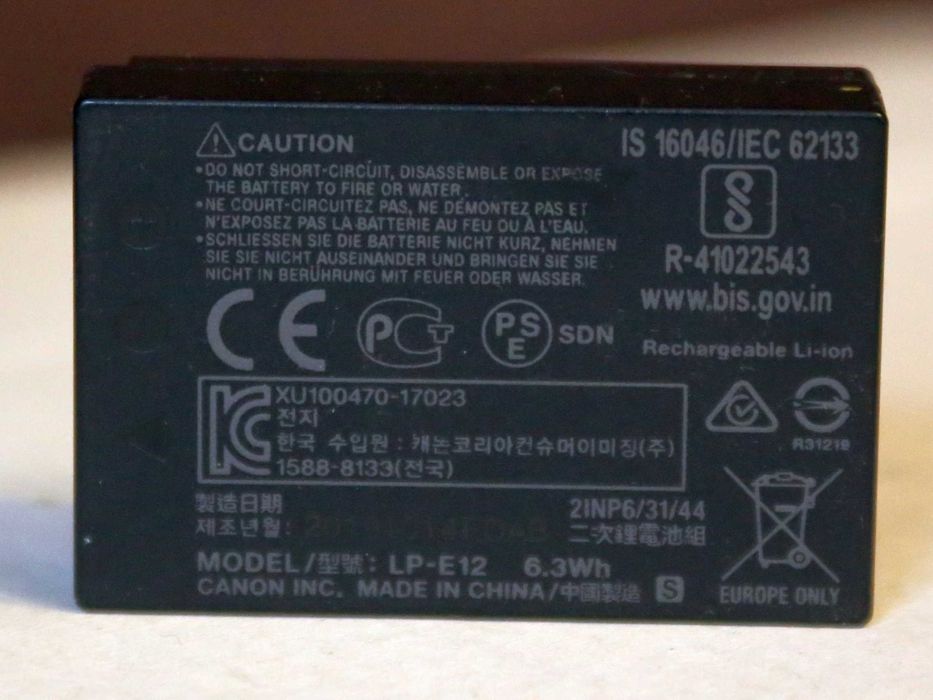 CAUTION
•DO NOT SHORT-CIRCUIT, DISASSEMBLE OR EXPOSE
THE BATTERY TO FIRE OR WATER.
•NE COURT-CIRCUITEZ PAS, NE DÉMONTEZ PAS ET
N'EXPOSEZ PAS LA BATTERIE AU FEU OU À L'EAU.
•SCHLIESSEN SIE DIE BATTERIE NICHT KURZ, NEHMEN
SIE SIE NICHT AUSEINANDER UND BRINGEN SIE SIE
NICHT IN BERÜHRUNG MIT FEUER ODER WASSER.
IS 16046/IEC 62133
R-41022543
www.bis.gov.in
CE PCT PSE SDN
Rechargeable Li-ion
KC XU100470-17023
전지
한국 수입원 : 캐논코리아컨슈머이미징(주)
1588-8133(전국)
R31219
製造日期
제조년월:
2INP6/31/44
二次鋰電池組
MODEL/型號: LP-E12 6.3Wh
CANON INC. MADE IN CHINA/中國製造 S
EUROPE ONLY